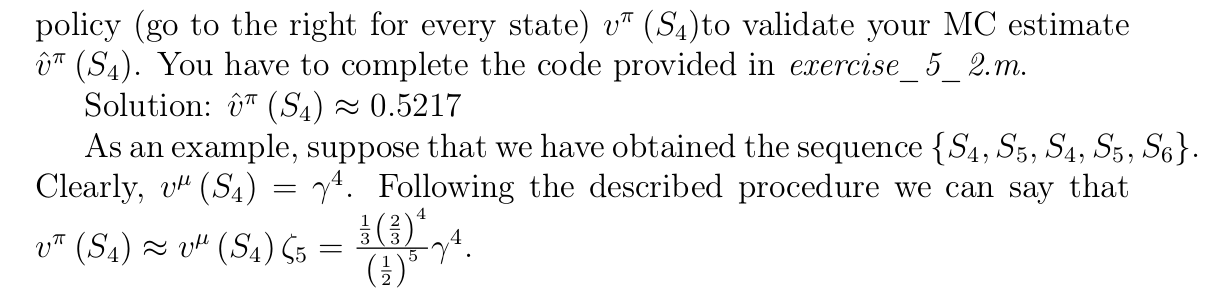 policy (go to the right for every state) $v^{\pi}(S_4)$to validate your MC estimate
$\hat{v}^{\pi}(S_4)$. You have to complete the code provided in exercise_5_2.m.
Solution: $\hat{v}^{\pi}(S_4) \approx 0.5217$
As an example, suppose that we have obtained the sequence $\{S_4, S_5, S_4, S_5, S_6\}$.
Clearly, $v^{\mu}(S_4) = \gamma^4$. Following the described procedure we can say that
$v^{\pi}(S_4) \approx v^{\mu}(S_4)\zeta_5 = \frac{\frac{1}{3}\left(\frac{2}{3}\right)^4}{\left(\frac{1}{2}\right)^5}\gamma^4$.